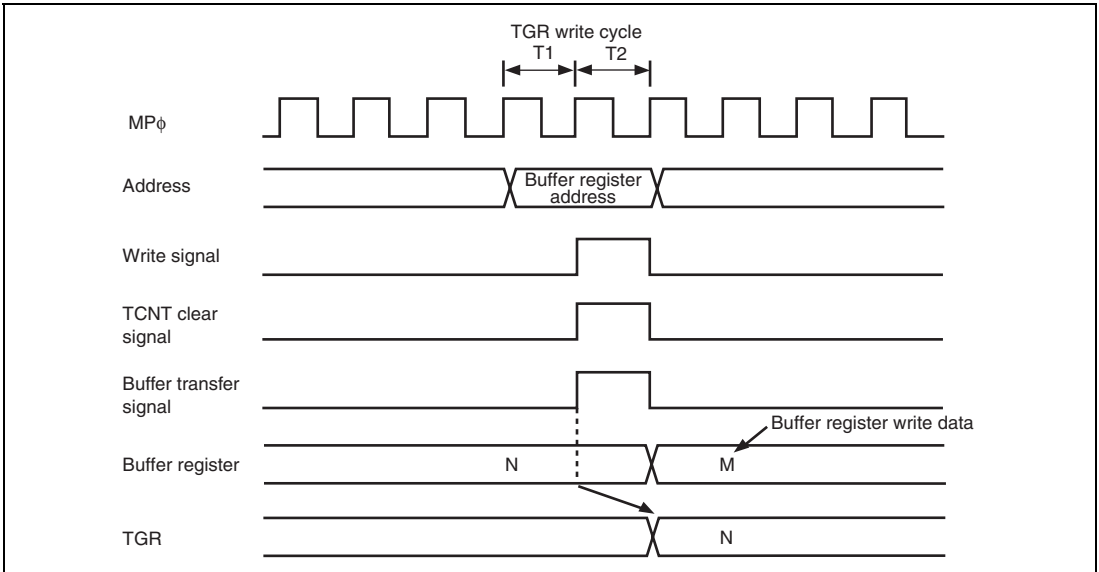 TGR write cycle
T1 T2
MPϕ
Address
Buffer register
address
Write signal
TCNT clear
signal
Buffer transfer
signal
Buffer register write data
Buffer register
N M
TGR
N